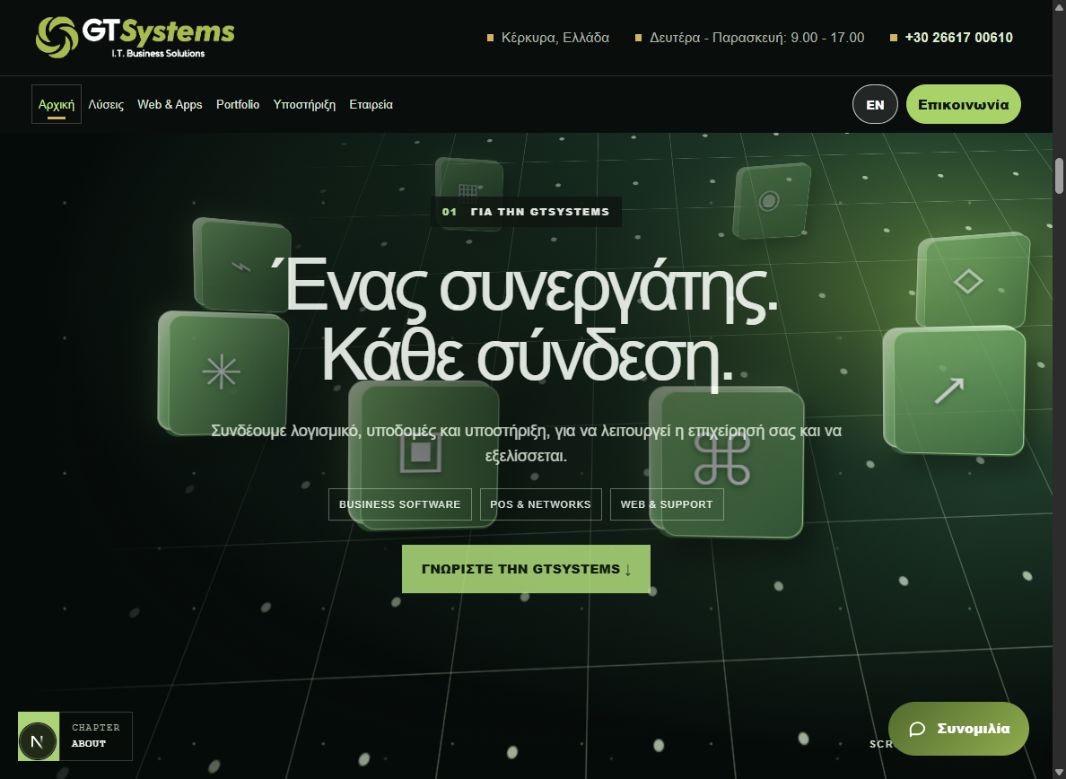 GTSystems
I.T. Business Solutions
Κέρκυρα, Ελλάδα
Δευτέρα - Παρασκευή: 9.00 - 17.00
+30 26617 00610
Αρχική Λύσεις Web & Apps Portfolio Υποστήριξη Εταιρεία
EN
Επικοινωνία
01 ΓΙΑ ΤΗΝ GTSYSTEMS
Ένας συνεργάτης.
Κάθε σύνδεση.
Συνδέουμε λογισμικό, υποδομές και υποστήριξη, για να λειτουργεί η επιχείρησή σας και να
εξελίσσεται.
BUSINESS SOFTWARE
POS & NETWORKS
WEB & SUPPORT
ΓΝΩΡΙΣΤΕ ΤΗΝ GTSYSTEMS ↓
N
CHAPTER
ABOUT
SCR
Συνομιλία